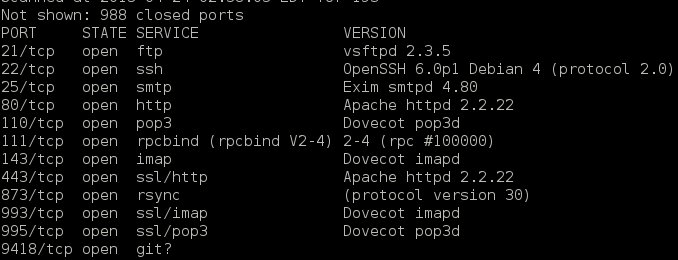 Not shown: 988 closed ports
PORT STATE SERVICE VERSION
21/tcp open ftp vsftpd 2.3.5
22/tcp open ssh OpenSSH 6.0p1 Debian 4 (protocol 2.0)
25/tcp open smtp Exim smtpd 4.80
80/tcp open http Apache httpd 2.2.22
110/tcp open pop3 Dovecot pop3d
111/tcp open rpcbind (rpcbind V2-4) 2-4 (rpc #100000)
143/tcp open imap Dovecot imapd
443/tcp open ssl/http Apache httpd 2.2.22
873/tcp open rsync (protocol version 30)
993/tcp open ssl/imap Dovecot imapd
995/tcp open ssl/pop3 Dovecot pop3d
9418/tcp open git?